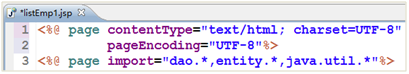 *listEmp1.jsp
1 <%@ page contentType="text/html; charset=UTF-8"
2 pageEncoding="UTF-8"%>
3 <%@ page import="dao.*,entity.*,java.util.*"%>